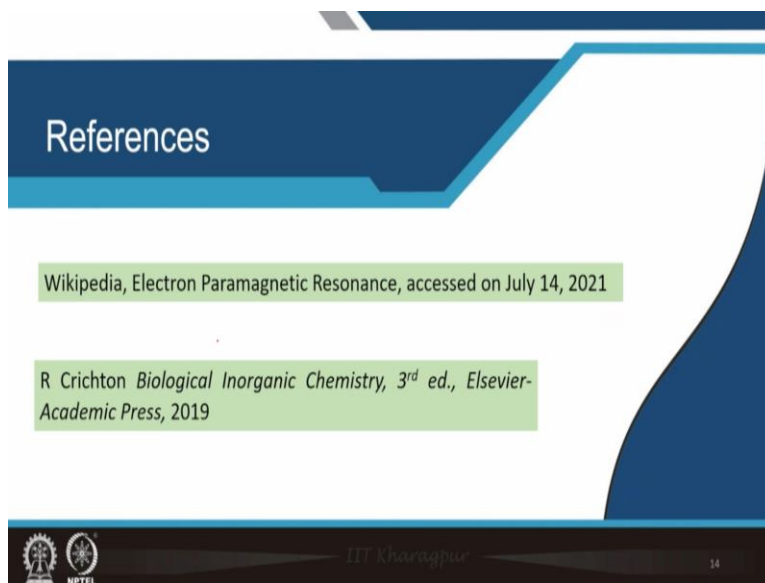 References
Wikipedia, Electron Paramagnetic Resonance, accessed on July 14, 2021
R Crichton Biological Inorganic Chemistry, 3rd ed., Elsevier-
Academic Press, 2019
IIT Kharagpur
NPTEL
14